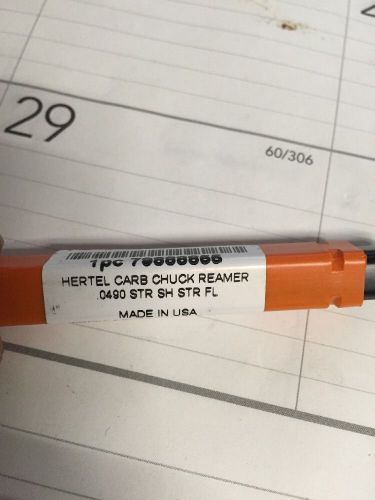 29
60/306
1pc
HERTEL CARB CHUCK REAMER
.0490 STR SH STR FL
MADE IN USA